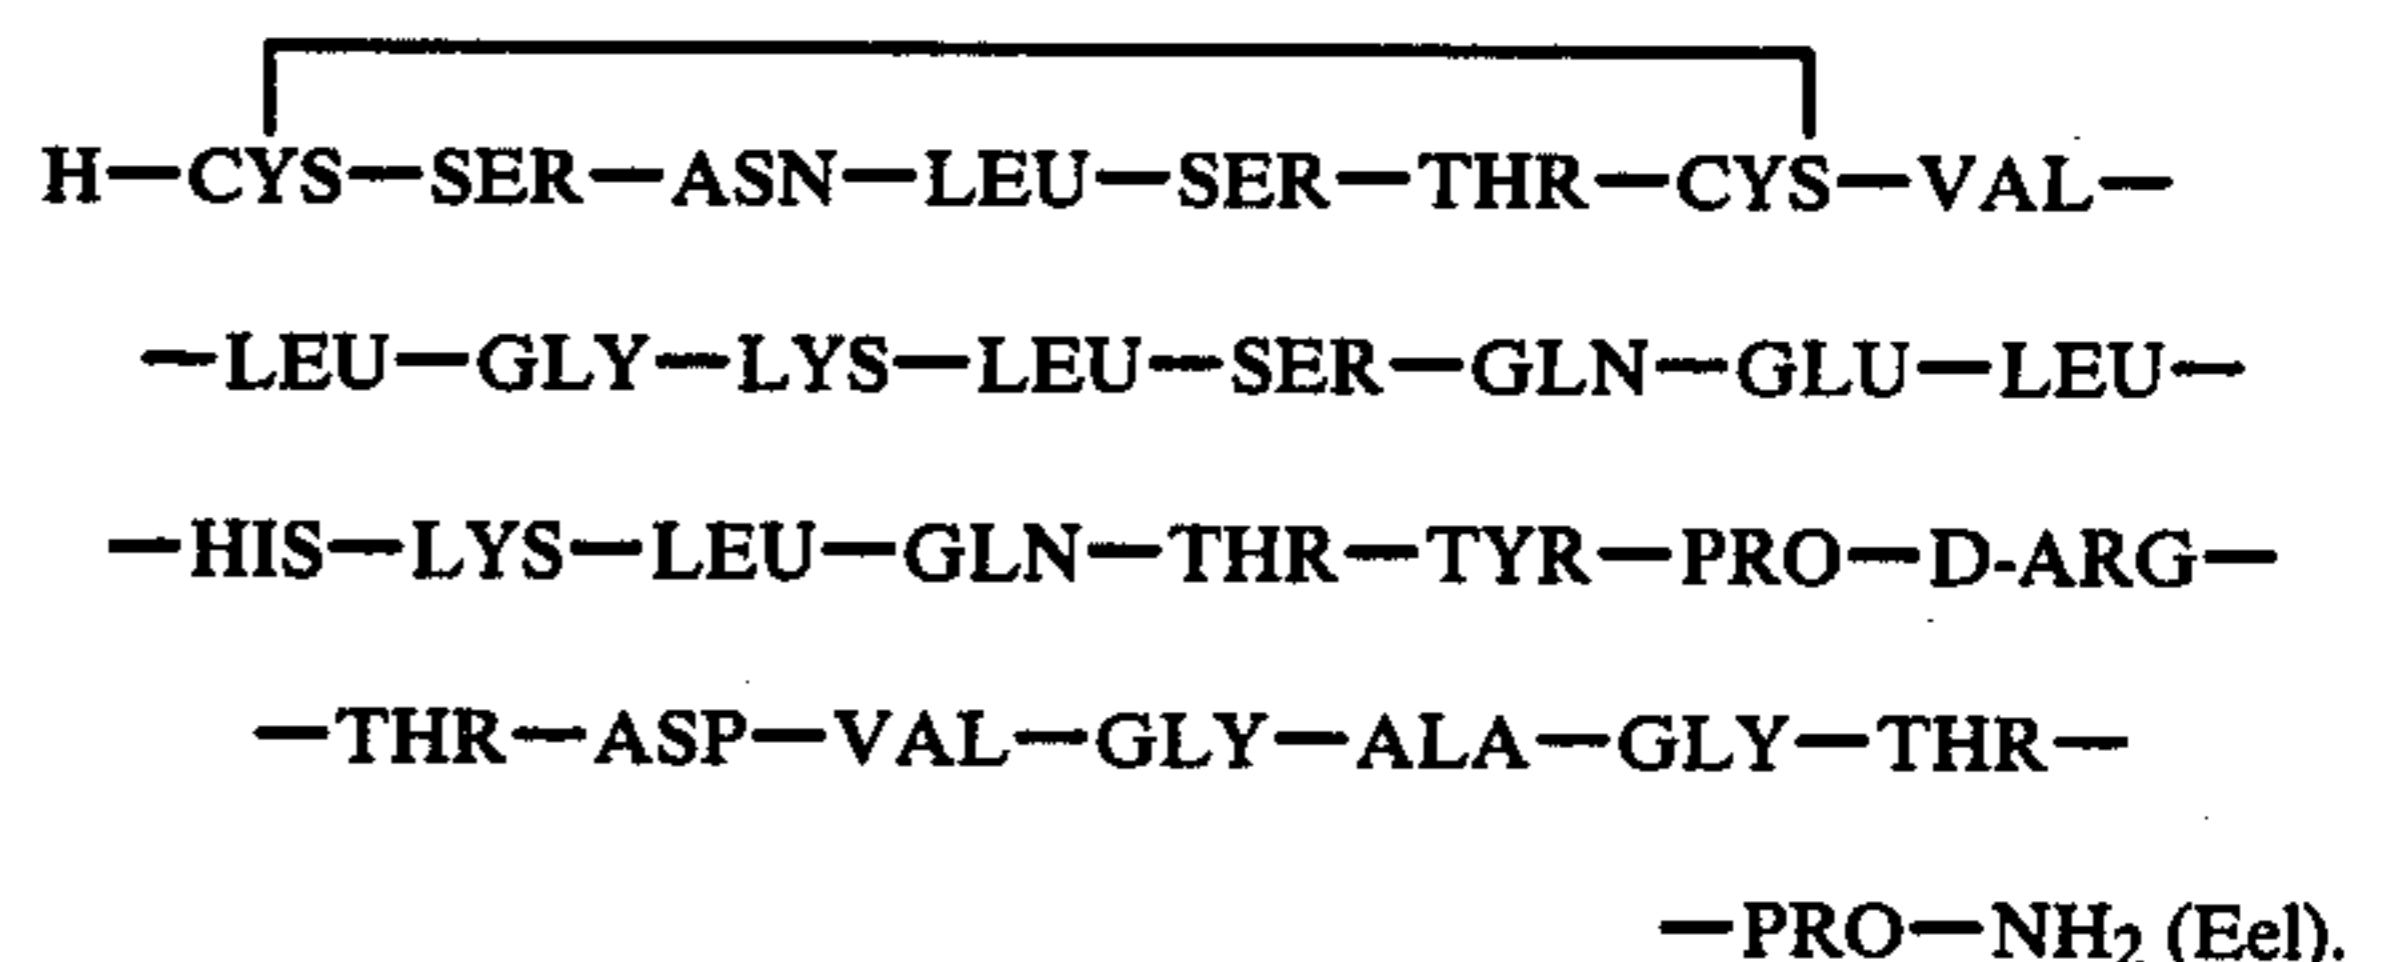 H—CYS—SER—ASN—LEU—SER—THR—CYS—VAL—
—LEU—GLY—LYS—LEU—SER—GLN—GLU—LEU—
—HIS—LYS—LEU—GLN—THR—TYR—PRO—D-ARG—
—THR—ASP—VAL—GLY—ALA—GLY—THR—
—PRO—NH₂ (Eel).